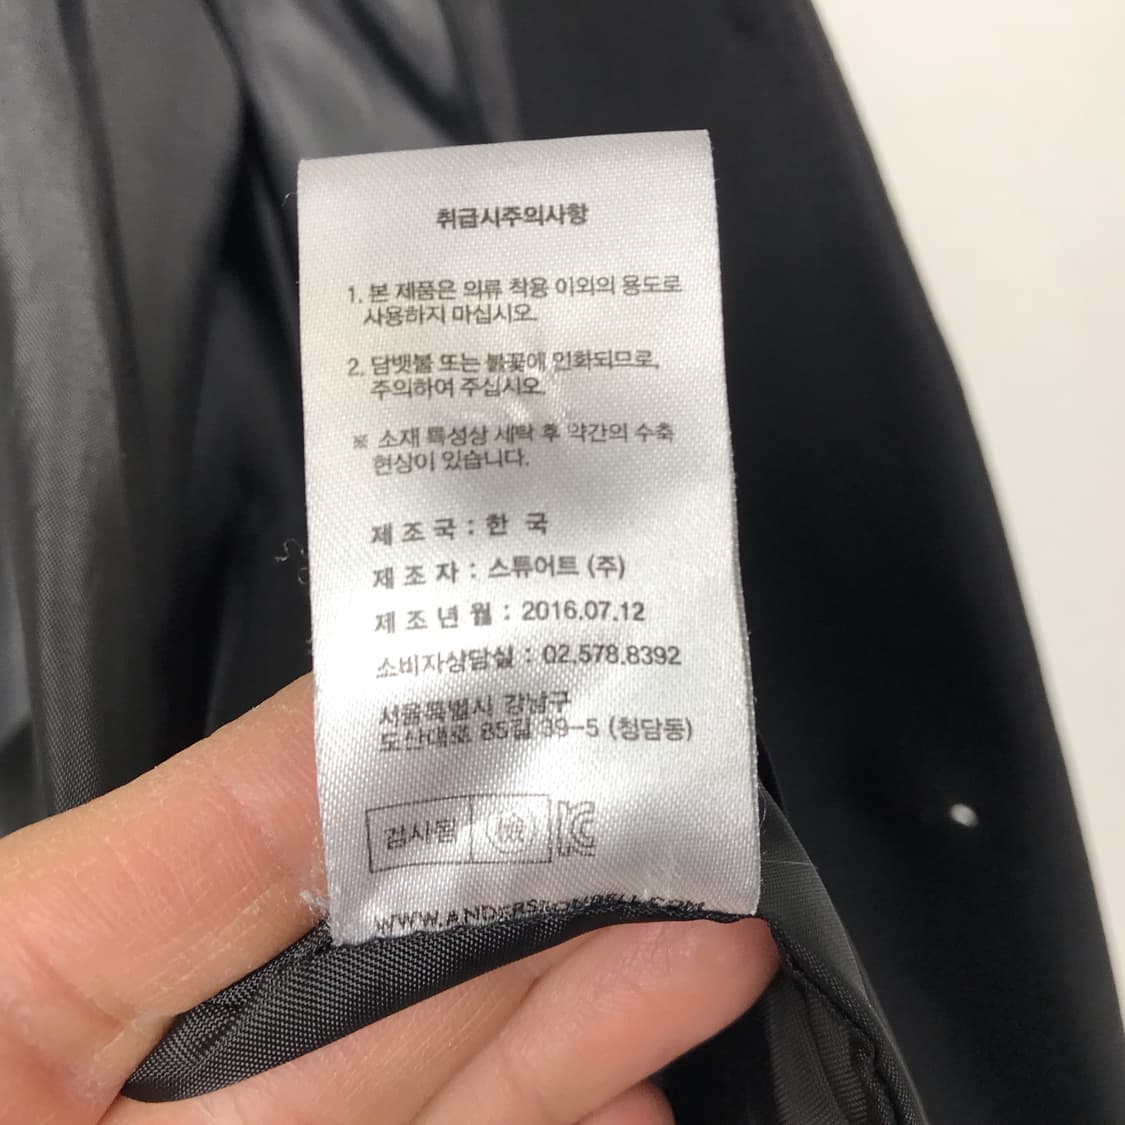 취급시주의사항
1. 본 제품은 의류 착용 이외의 용도로
사용하지 마십시오.
2. 담뱃불 또는 불꽃에 인화되므로,
주의하여 주십시오.
※ 소재 특성상 세탁 후 약간의 수축
현상이 있습니다.
제 조 국 : 한 국
제 조 자 : 스튜어트 (주)
제 조 년 월 : 2016.07.12
소비자상담실 : 02.578.8392
서울특별시 강남구
도산대로 85길 39-5 (청담동)
검사됨 檢 KC